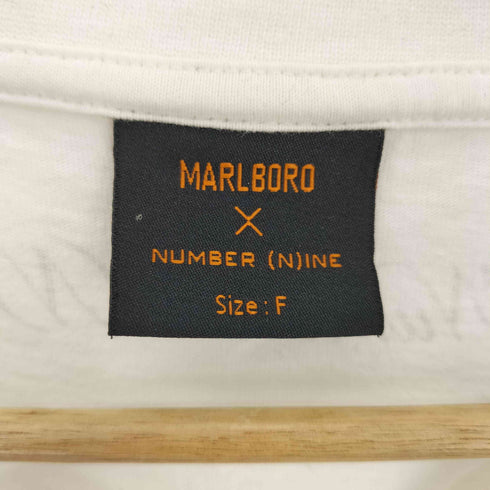 MARLBORO
X
NUMBER (N)INE
Size : F